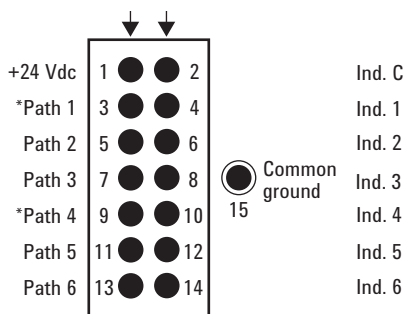 +24 Vdc 1 2 Ind. C
*Path 1 3 4 Ind. 1
Path 2 5 6 Ind. 2
Path 3 7 8 Common ground Ind. 3
*Path 4 9 10 15 Ind. 4
Path 5 11 12 Ind. 5
Path 6 13 14 Ind. 6